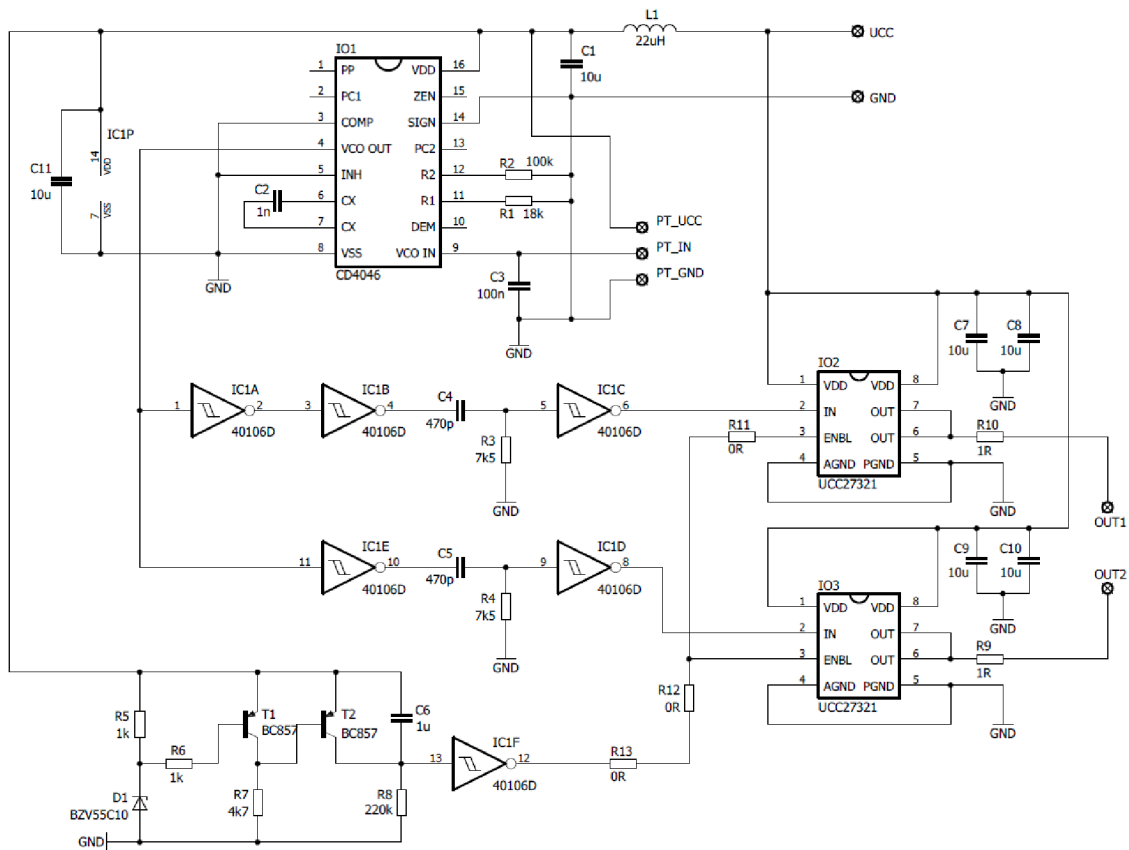 L1
22uH
UCC
C1
10u
IO1
1 PP VDD 16
2 PC1 ZEN 15
3 COMP SIGN 14
4 VCO OUT PC2 13
5 INH R2 12
6 CX R1 11
7 CX DEM 10
8 VSS VCO IN 9
CD4046
GND
IC1P
14
VDD
7
VSS
C11
10u
C2
1n
R2 100k
R1 18k
PT_UCC
PT_IN
PT_GND
C3
100n
GND
GND
IC1A
1 2
40106D
IC1B
3 4
40106D
C4
470p
R3
7k5
GND
IC1C
5 6
40106D
R11
0R
C7
10u
C8
10u
GND
IO2
1 VDD VDD 8
2 IN OUT 7
3 ENBL OUT 6
4 AGND PGND 5
UCC27321
R10
1R
GND
OUT1
IC1E
11 10
40106D
C5
470p
R4
7k5
GND
IC1D
9 8
40106D
C9
10u
C10
10u
GND
OUT2
IO3
1 VDD VDD 8
2 IN OUT 7
3 ENBL OUT 6
4 AGND PGND 5
UCC27321
R9
1R
GND
R12
0R
R5
1k
R6
1k
T1
BC857
T2
BC857
C6
1u
IC1F
13 12
40106D
R13
0R
D1
BZV55C10
R7
4k7
R8
220k
GND